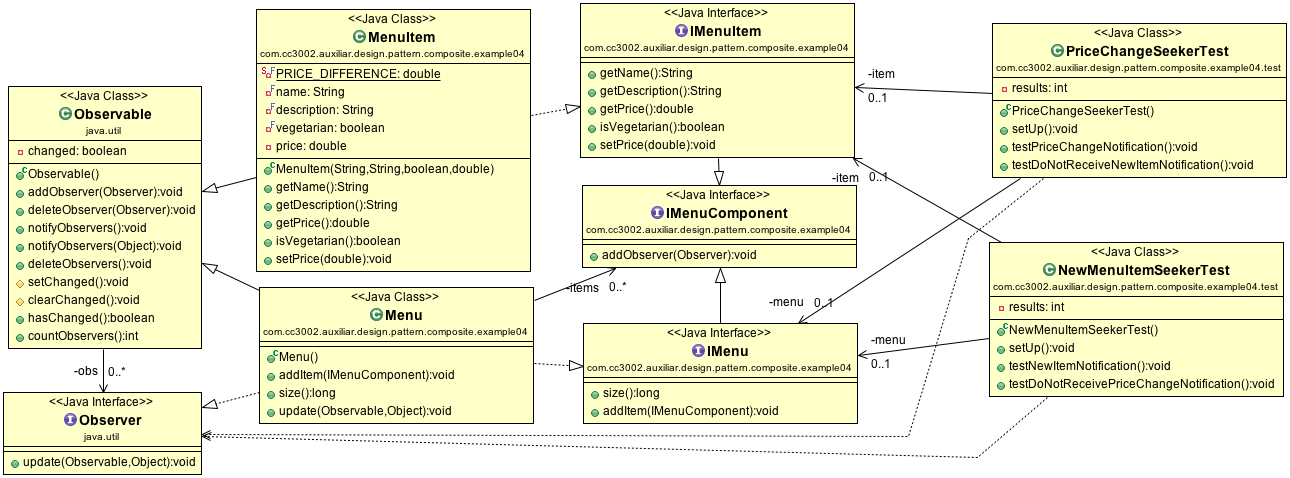 <<Java Class>>
Observable
java.util
changed: boolean
Observable()
addObserver(Observer):void
deleteObserver(Observer):void
notifyObservers():void
notifyObservers(Object):void
deleteObservers():void
setChanged():void
clearChanged():void
hasChanged():boolean
countObservers():int
-obs
0..*
<<Java Interface>>
Observer
java.util
update(Observable,Object):void
<<Java Class>>
MenuItem
com.cc3002.auxiliar.design.pattern.composite.example04
PRICE_DIFFERENCE: double
name: String
description: String
vegetarian: boolean
price: double
MenuItem(String,String,boolean,double)
getName():String
getDescription():String
getPrice():double
isVegetarian():boolean
setPrice(double):void
<<Java Class>>
Menu
com.cc3002.auxiliar.design.pattern.composite.example04
Menu()
addItem(IMenuComponent):void
size():long
update(Observable,Object):void
-items
0..*
<<Java Interface>>
IMenuItem
com.cc3002.auxiliar.design.pattern.composite.example04
getName():String
getDescription():String
getPrice():double
isVegetarian():boolean
setPrice(double):void
<<Java Interface>>
IMenuComponent
com.cc3002.auxiliar.design.pattern.composite.example04
addObserver(Observer):void
<<Java Interface>>
IMenu
com.cc3002.auxiliar.design.pattern.composite.example04
size():long
addItem(IMenuComponent):void
-item
0..1
-item
0..1
-menu
0..1
-menu
0..1
<<Java Class>>
PriceChangeSeekerTest
com.cc3002.auxiliar.design.pattern.composite.example04.test
results: int
PriceChangeSeekerTest()
setUp():void
testPriceChangeNotification():void
testDoNotReceiveNewItemNotification():void
<<Java Class>>
NewMenuItemSeekerTest
com.cc3002.auxiliar.design.pattern.composite.example04.test
results: int
NewMenuItemSeekerTest()
setUp():void
testNewItemNotification():void
testDoNotReceivePriceChangeNotification():void